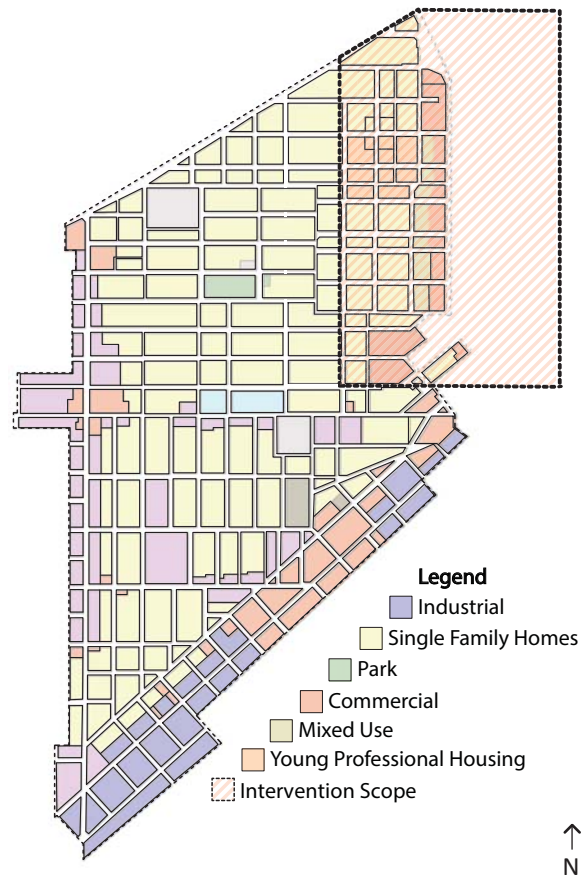 Legend
Industrial
Single Family Homes
Park
Commercial
Mixed Use
Young Professional Housing
Intervention Scope
N